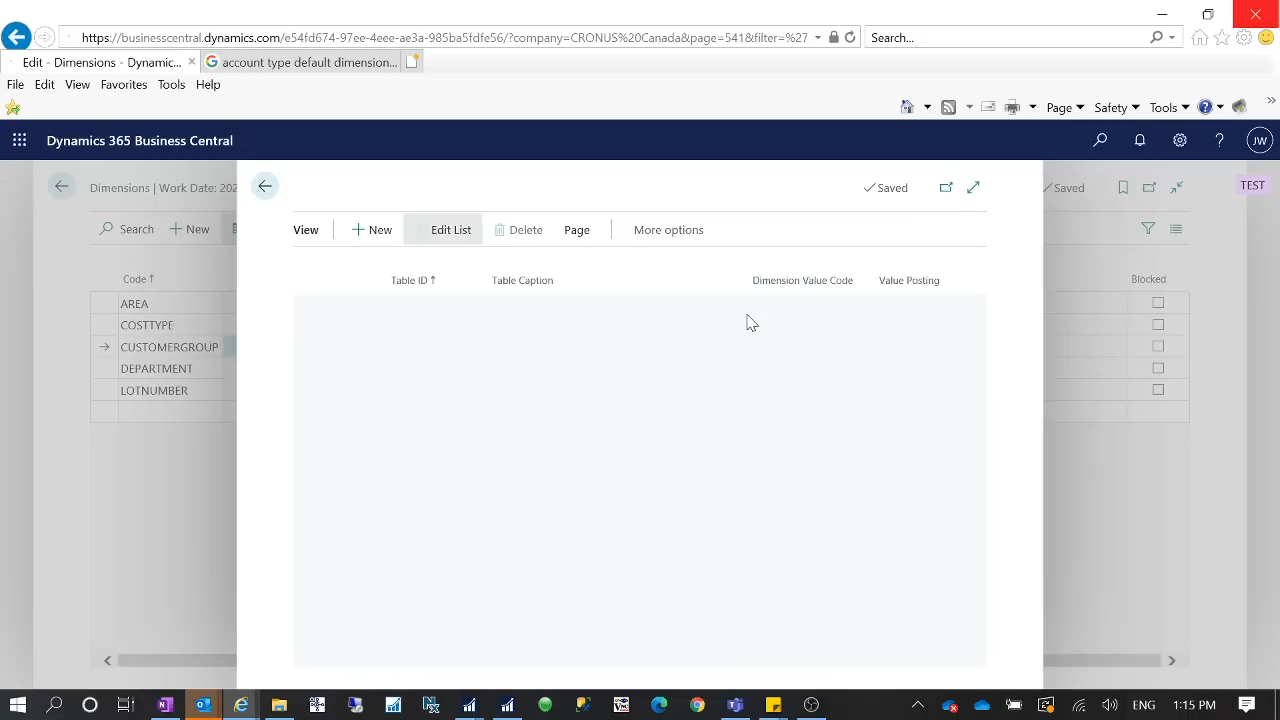 https://businesscentral.dynamics.com/e54fd674-97ee-4eee-ae3a-985ba5fdfe56/?company=CRONUS%20Canada&page=541&filter=%27
Search...
Edit - Dimensions - Dynamic...
account type default dimension...
File Edit View Favorites Tools Help
Page Safety Tools
Dynamics 365 Business Central
JW
Dimensions | Work Date: 202
Saved
Saved
TEST
Search
New
View
New
Edit List
Delete
Page
More options
Code ↑
Table ID ↑
Table Caption
Dimension Value Code
Value Posting
Blocked
AREA
COSTTYPE
CUSTOMERGROUP
DEPARTMENT
LOTNUMBER
ENG
1:15 PM